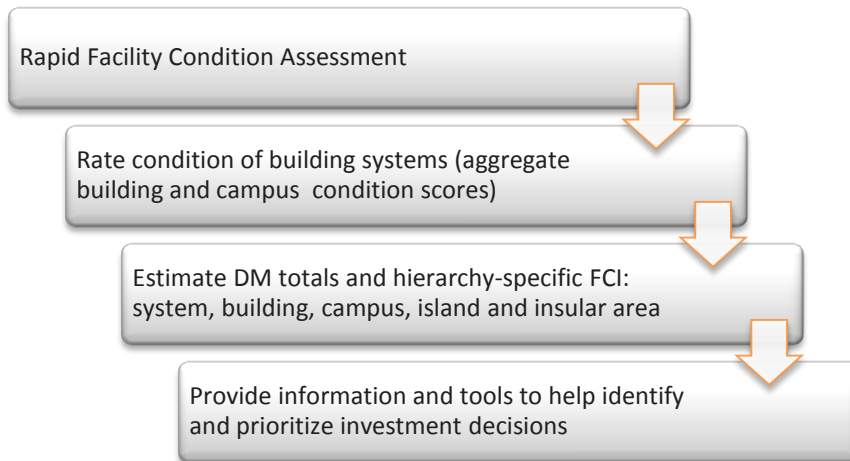 Rapid Facility Condition Assessment
Rate condition of building systems (aggregate
building and campus  condition scores)
Estimate DM totals and hierarchy-specific FCI:
system, building, campus, island and insular area
Provide information and tools to help identify
and prioritize investment decisions